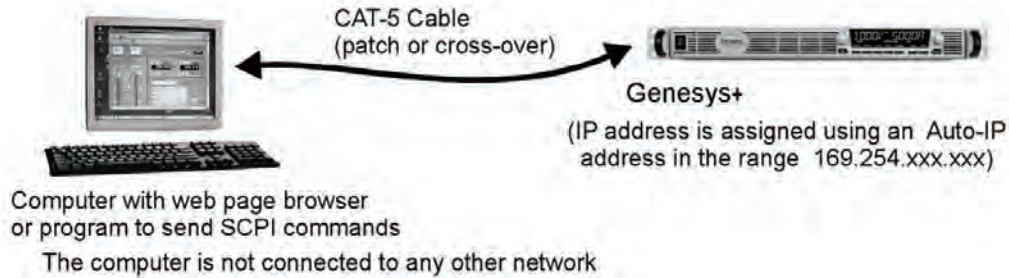 CAT-5 Cable
(patch or cross-over)
Genesys+
(IP address is assigned using an Auto-IP
address in the range 169.254.xxx.xxx)
Computer with web page browser
or program to send SCPI commands
The computer is not connected to any other network